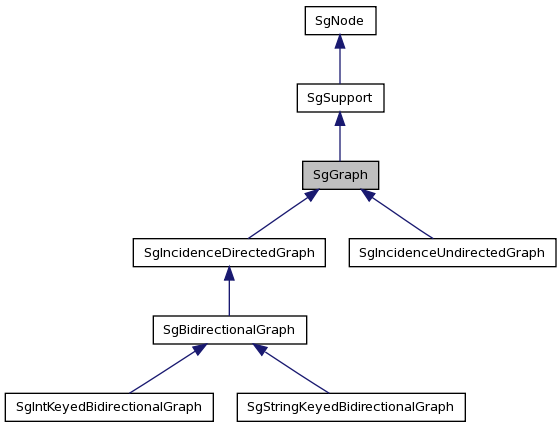 SgNode
SgSupport
SgGraph
SgIncidenceDirectedGraph
SgIncidenceUndirectedGraph
SgBidirectionalGraph
SgIntKeyedBidirectionalGraph
SgStringKeyedBidirectionalGraph